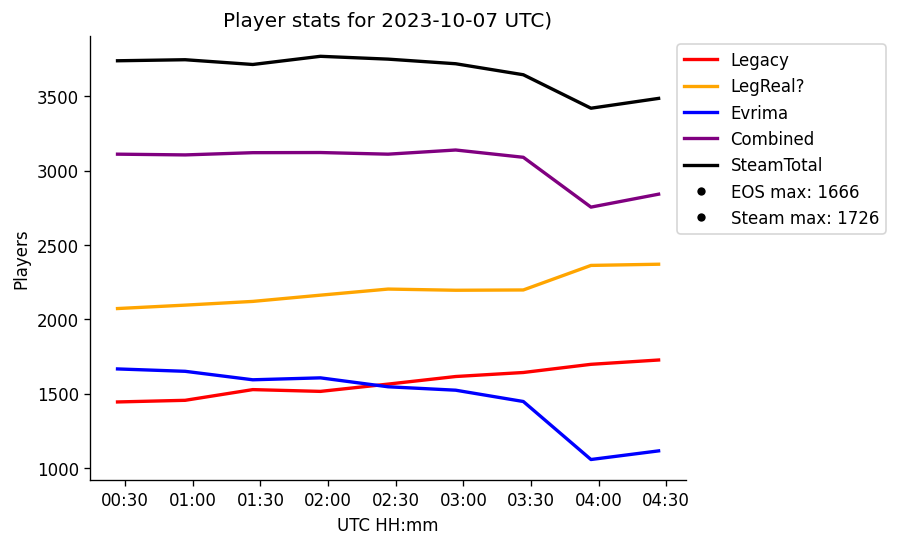 Player stats for 2023-10-07 UTC)
Legacy
LegReal?
Evrima
Combined
SteamTotal
EOS max: 1666
Steam max: 1726
Players
3500
3000
2500
2000
1500
1000
00:30 01:00 01:30 02:00 02:30 03:00 03:30 04:00 04:30
UTC HH:mm